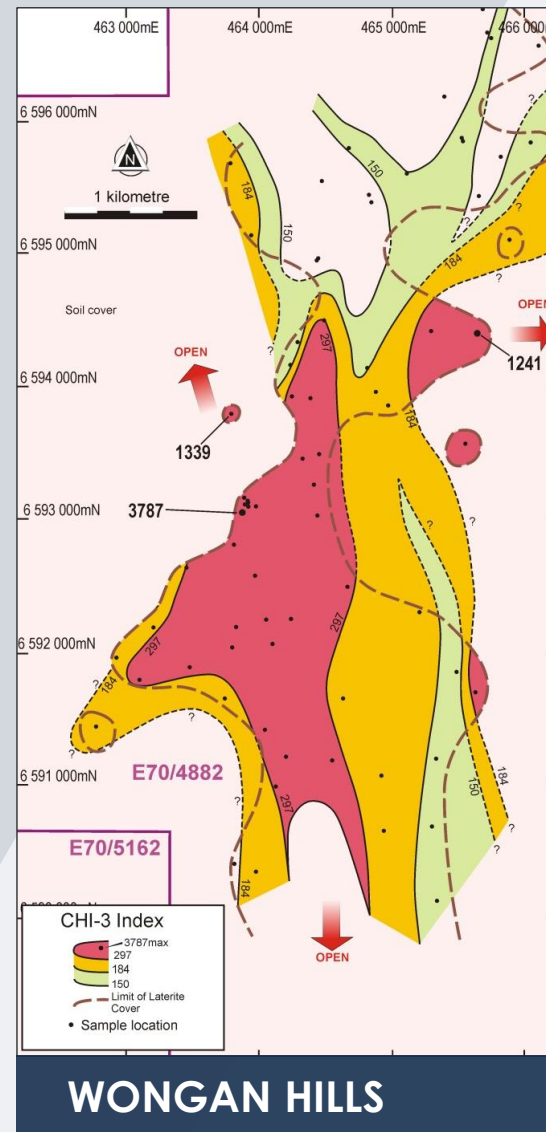 463 000mE
464 000mE
465 000mE
466 000
6 596 000mN
N
1 kilometre
150
184
150
6 595 000mN
184
?
?
?
?
Soil cover
OPEN
OPEN
297
1241
?
6 594 000mN
184
1339
3787
6 593 000mN
?
?
?
297
6 592 000mN
297
?
184
?
?
?
6 591 000mN
E70/4882
297
?
150
184
E70/5162
?
?
184
000mN
CHI-3 Index
3787max
297
184
150
Limit of Laterite
Cover
Sample location
OPEN
WONGAN HILLS